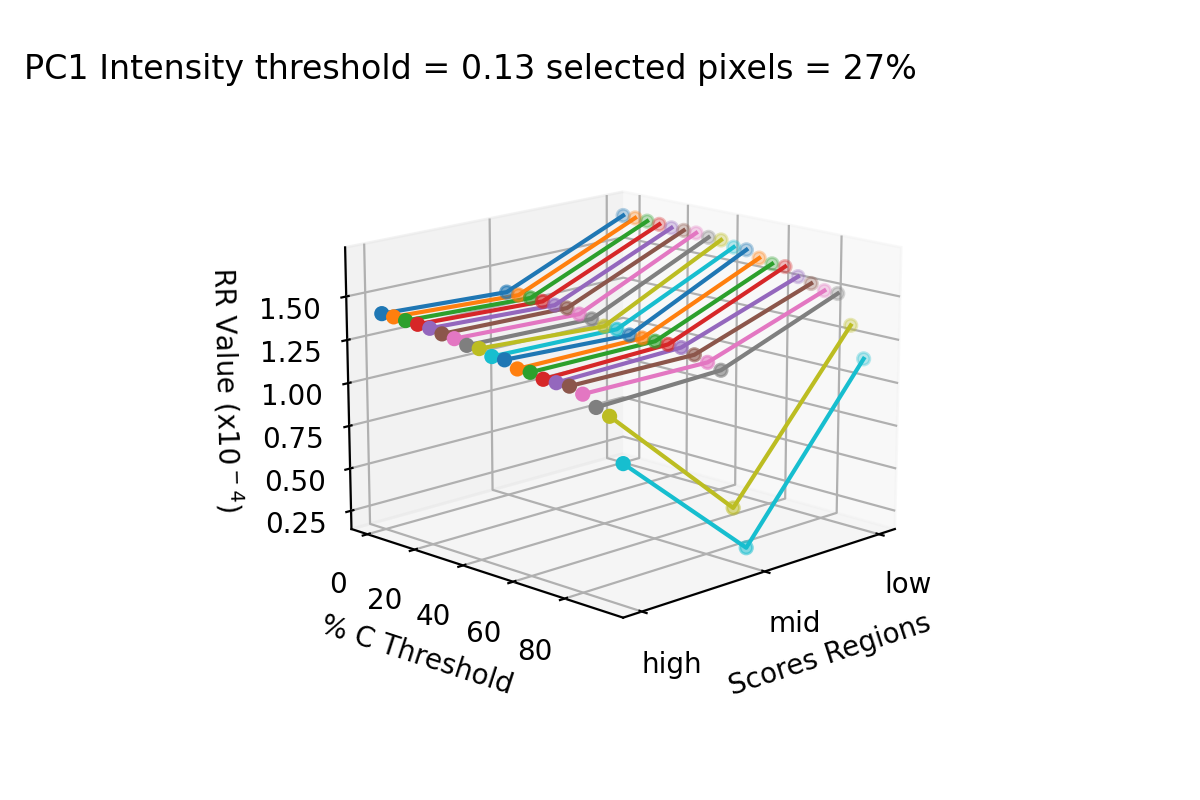 PC1 Intensity threshold = 0.13 selected pixels = 27%
RR Value (x10⁻⁴)
1.50
1.25
1.00
0.75
0.50
0.25
0
20
40
60
80
% C Threshold
high
mid
low
Scores Regions